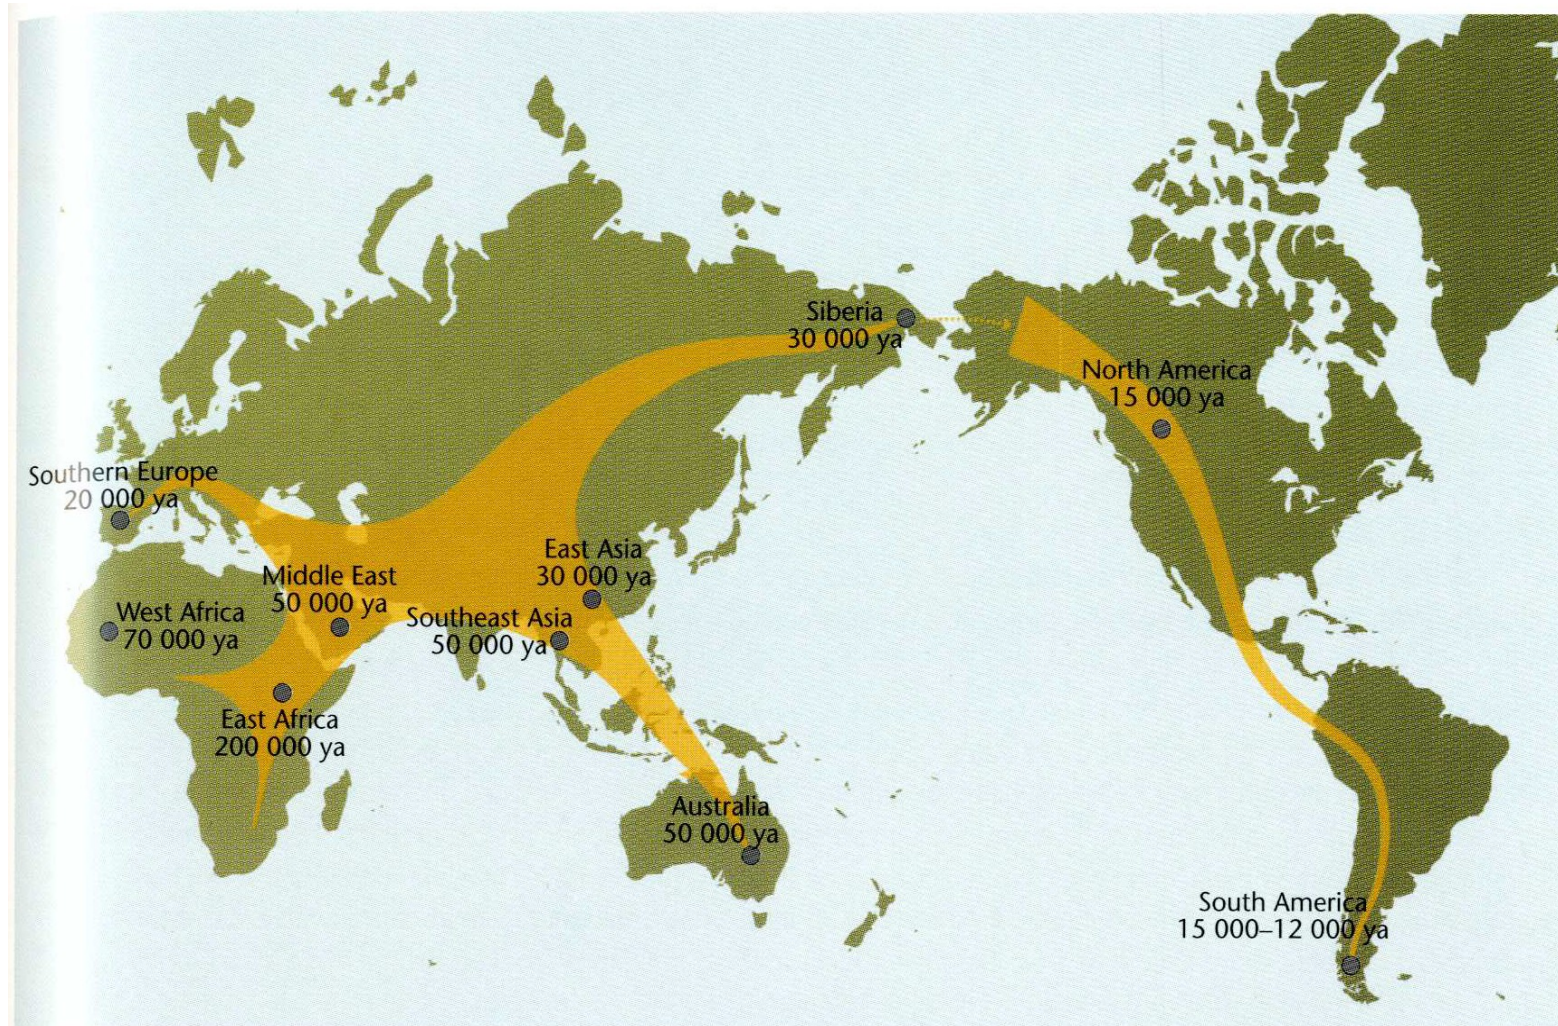 Siberia
30 000 ya
North America
15 000 ya
Southern Europe
20 000 ya
East Asia
30 000 ya
Middle East
50 000 ya
West Africa
70 000 ya
Southeast Asia
50 000 ya
East Africa
200 000 ya
Australia
50 000 ya
South America
15 000–12 000 ya